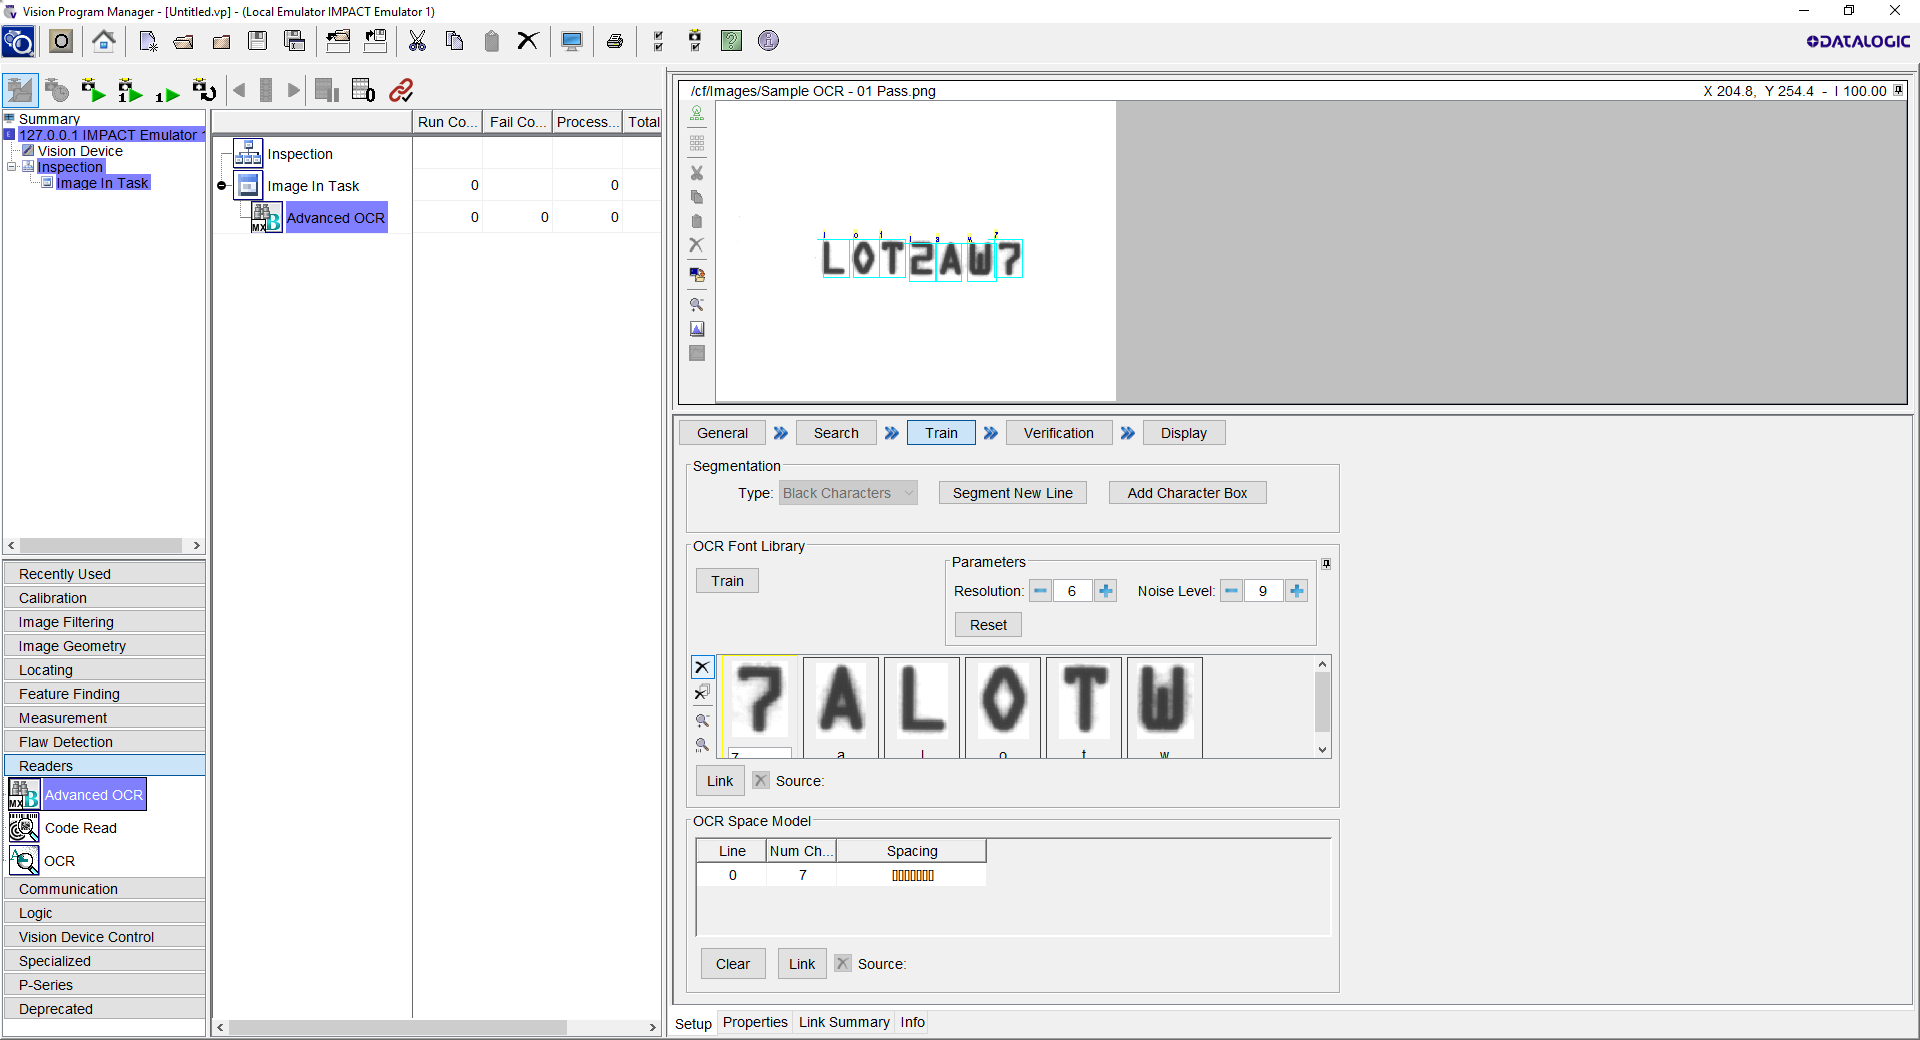 Vision Program Manager - [Untitled.vp] - (Local Emulator IMPACT Emulator 1)
DATALOGIC
Summary
127.0.0.1 IMPACT Emulator 1
Vision Device
Inspection
Image In Task
Run Co... Fail Co... Process... Total
Inspection
Image In Task 0 0
Advanced OCR 0 0 0
/cf/Images/Sample OCR - 01 Pass.png
X 204.8, Y 254.4 - I 100.00
l o t a w 7
LOT2AW7
General Search Train Verification Display
Segmentation
Type: Black Characters Segment New Line Add Character Box
OCR Font Library
Train
Parameters
Resolution: 6 Noise Level: 9
Reset
7 A L O T W
7 a l o t w
Link Source:
OCR Space Model
Line Num Ch... Spacing
0 7
Clear Link Source:
Setup Properties Link Summary Info
Recently Used
Calibration
Image Filtering
Image Geometry
Locating
Feature Finding
Measurement
Flaw Detection
Readers
Advanced OCR
Code Read
OCR
Communication
Logic
Vision Device Control
Specialized
P-Series
Deprecated